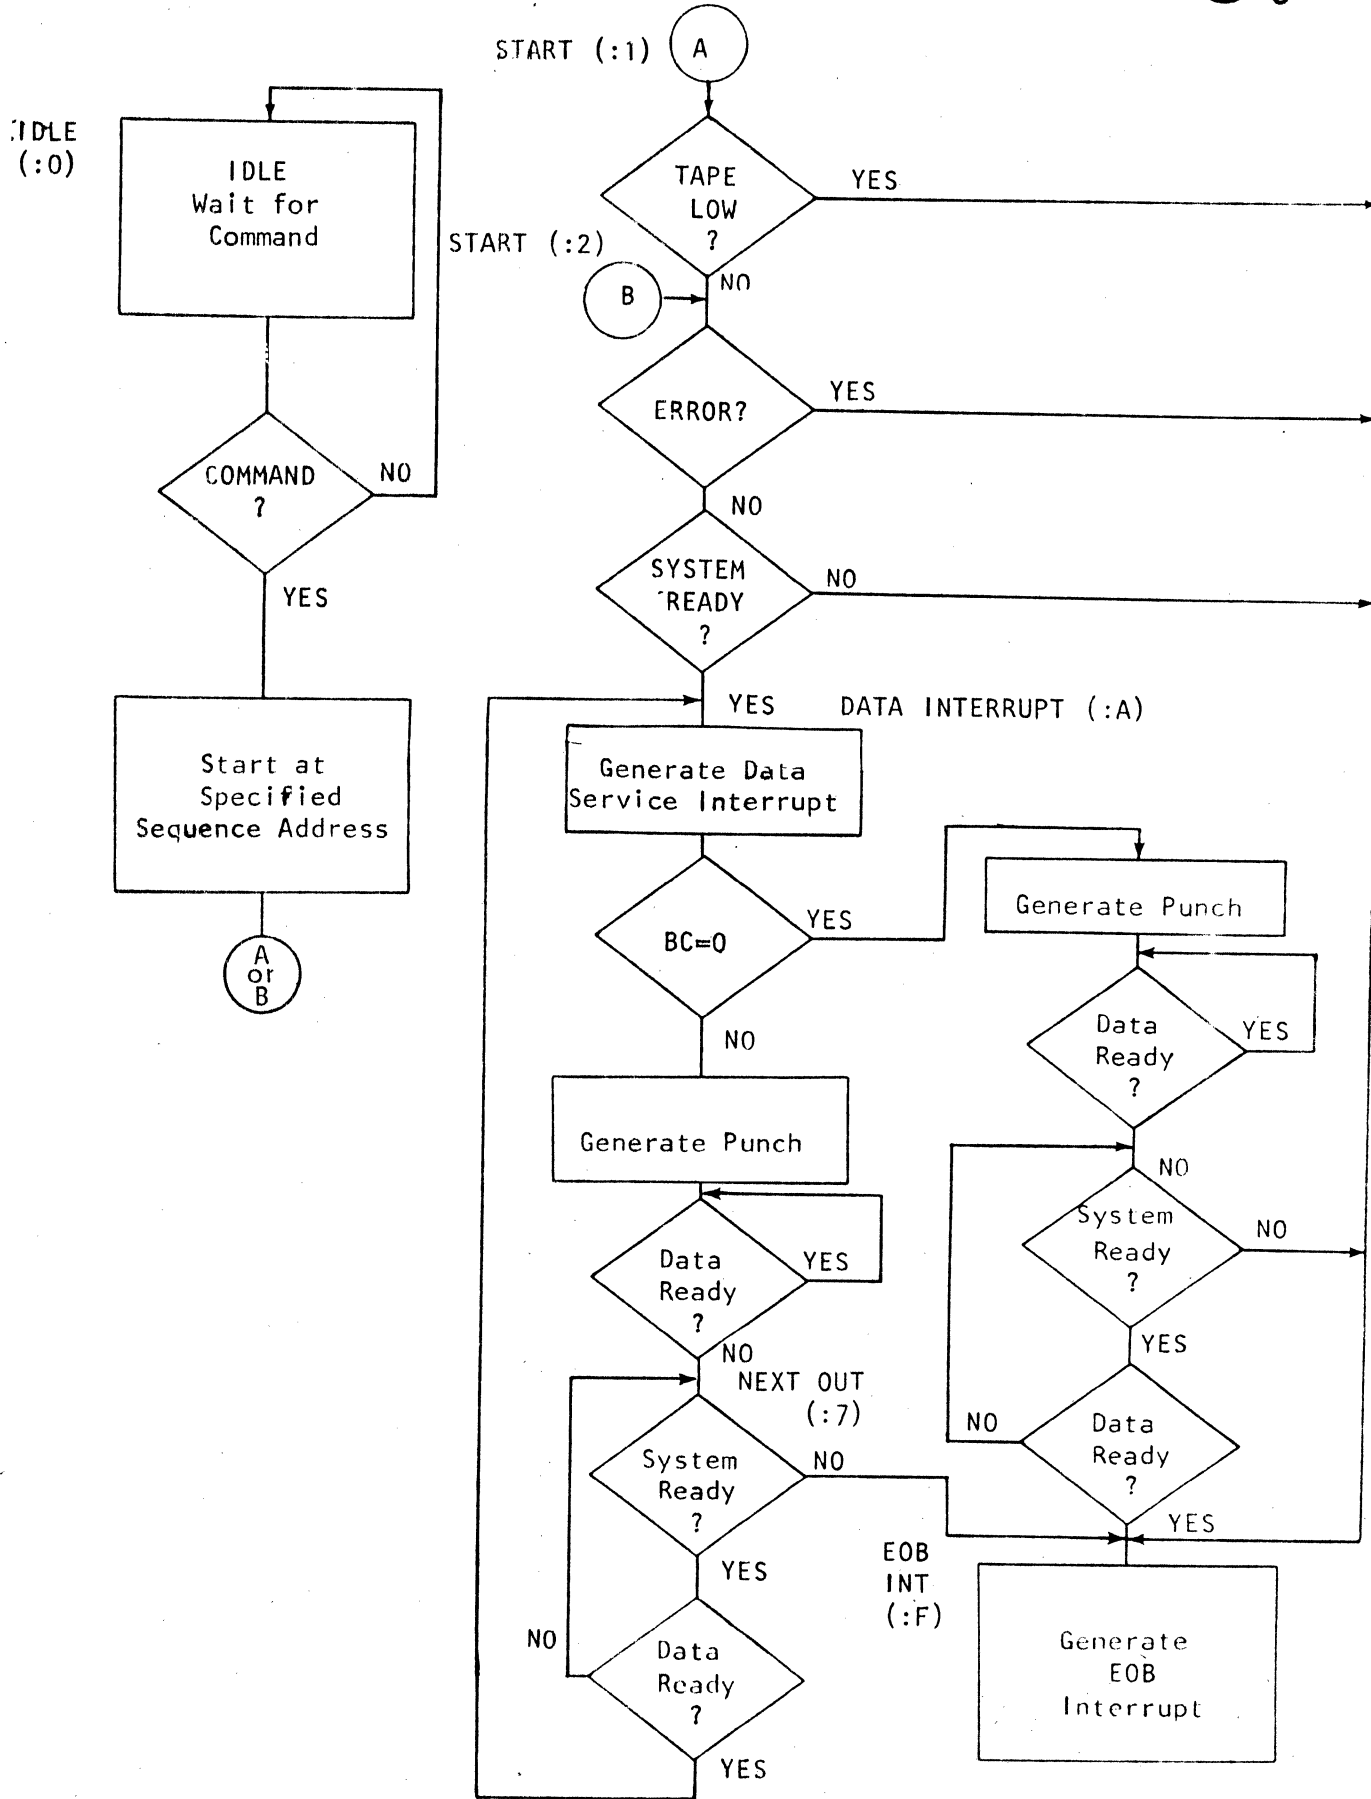 IDLE
(:0)
IDLE
Wait for
Command
COMMAND
?
NO
YES
Start at
Specified
Sequence Address
A
or
B
START (:1)
A
TAPE
LOW
?
YES
NO
START (:2)
B
ERROR?
YES
NO
SYSTEM
READY
?
NO
YES
DATA INTERRUPT (:A)
Generate Data
Service Interrupt
BC=0
YES
NO
Generate Punch
Data
Ready
?
YES
NO
NEXT OUT
(:7)
System
Ready
?
NO
YES
Data
Ready
?
NO
YES
Generate Punch
Data
Ready
?
YES
NO
System
Ready
?
NO
YES
Data
Ready
?
NO
YES
EOB
INT
(:F)
Generate
EOB
Interrupt